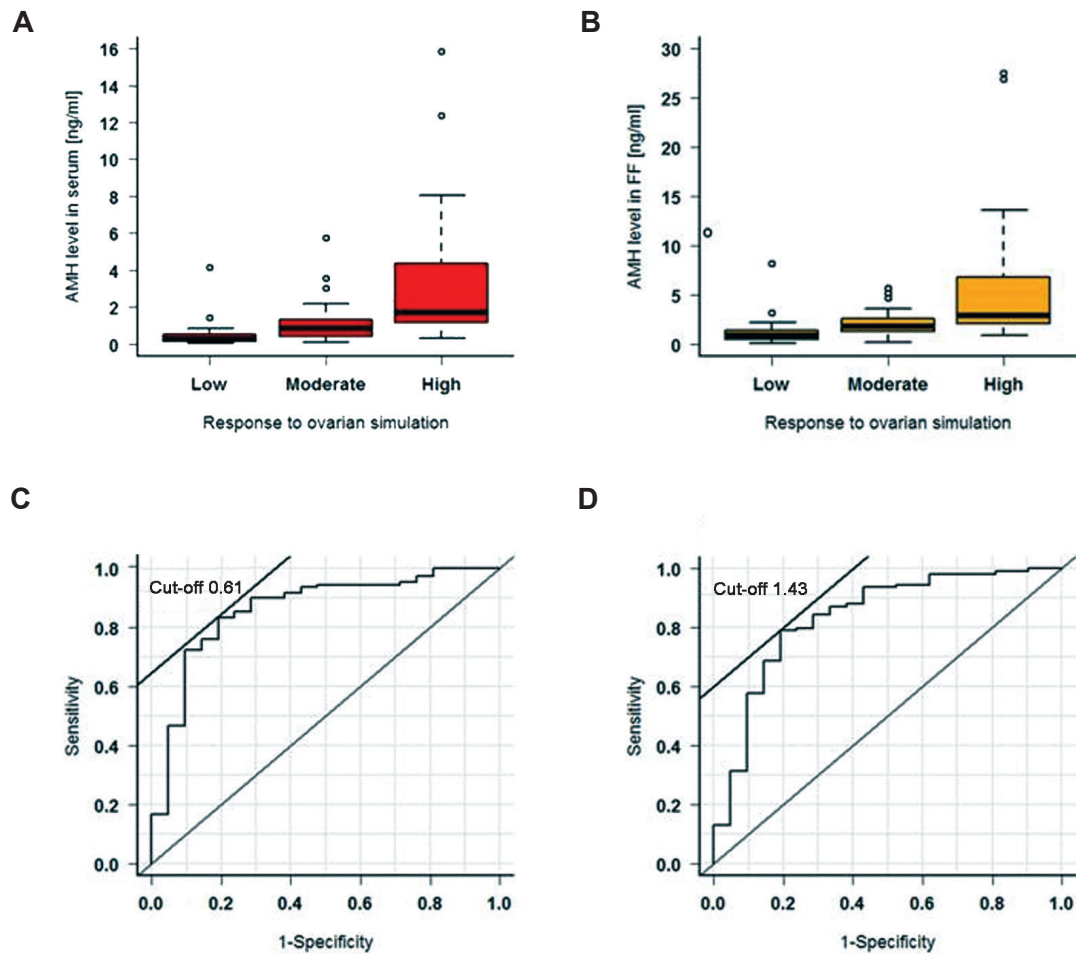 A
AMH level in serum [ng/ml]
16
14
12
10
8
6
4
2
0
Low Moderate High
Response to ovarian simulation
B
AMH level in FF [ng/ml]
30
25
20
15
10
5
0
Low Moderate High
Response to ovarian simulation
C
Cut-off 0.61
Sensitivity
1.0
0.8
0.6
0.4
0.2
0.0
0.0 0.2 0.4 0.6 0.8 1.0
1-Specificity
D
Cut-off 1.43
Sensitivity
1.0
0.8
0.6
0.4
0.2
0.0
0.0 0.2 0.4 0.6 0.8 1.0
1-Specificity